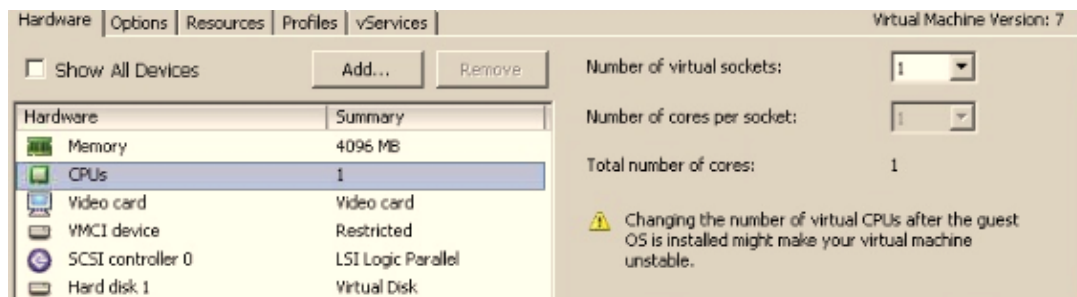 Hardware Options Resources Profiles vServices Virtual Machine Version: 7
Show All Devices Add... Remove
Hardware Summary
Memory 4096 MB
CPUs 1
Video card Video card
VMCI device Restricted
SCSI controller 0 LSI Logic Parallel
Hard disk 1 Virtual Disk
Number of virtual sockets: 1
Number of cores per socket: 1
Total number of cores: 1
Changing the number of virtual CPUs after the guest
OS is installed might make your virtual machine
unstable.